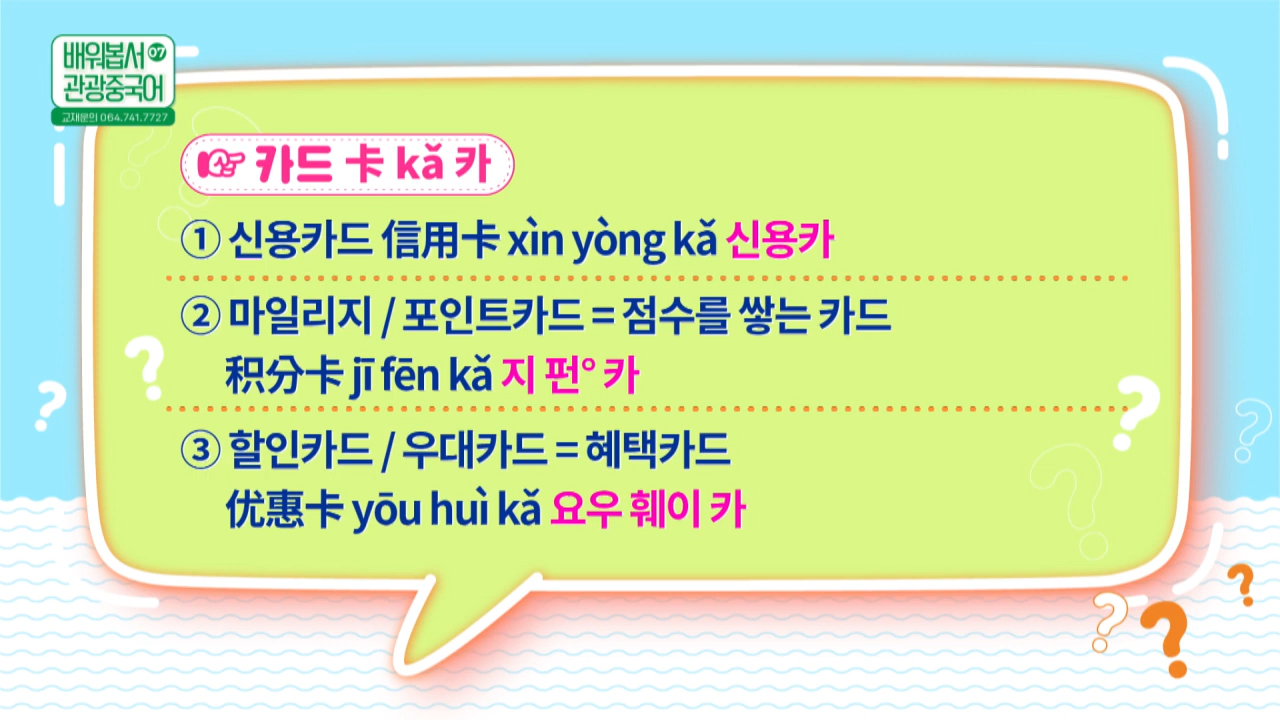 배워봅서 07
관광중국어
교재문의 064.741.7727
☞ 카드 卡 kǎ 카
① 신용카드 信用卡 xìn yòng kǎ 신용카
② 마일리지 / 포인트카드 = 점수를 쌓는 카드
积分卡 jī fēn kǎ 지 펀° 카
③ 할인카드 / 우대카드 = 혜택카드
优惠卡 yōu huì kǎ 요우 훼이 카